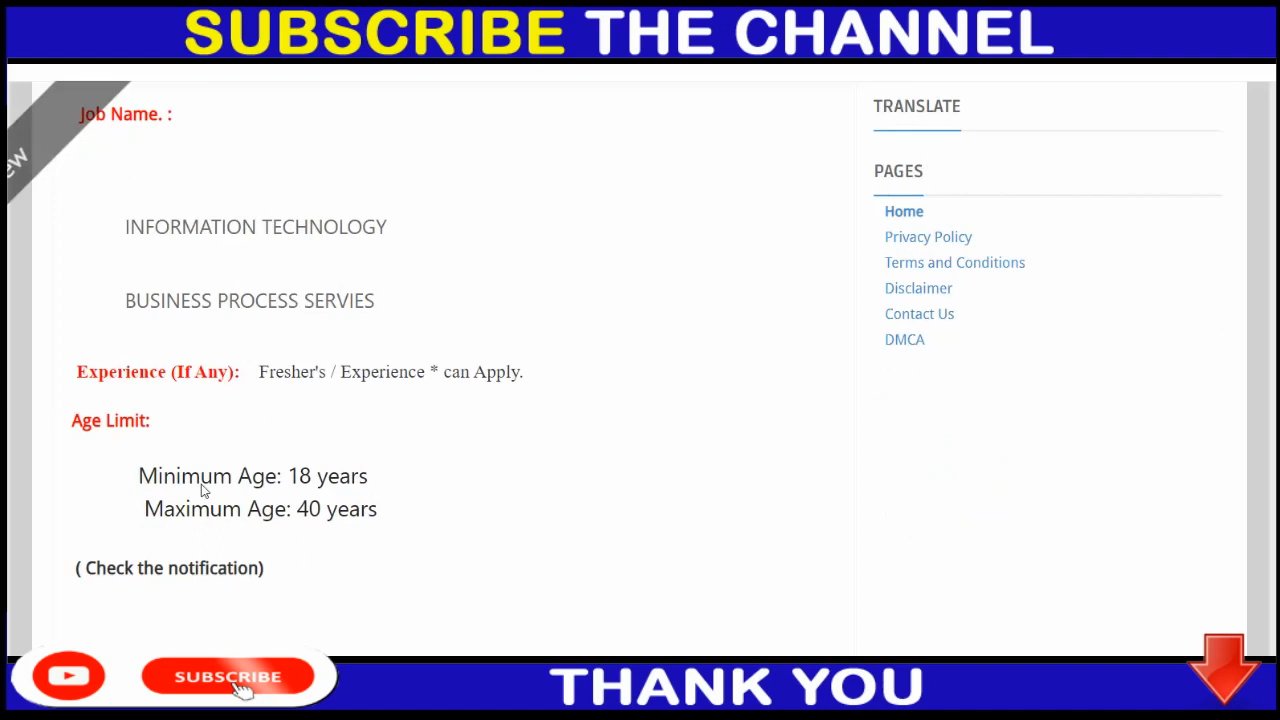 SUBSCRIBE THE CHANNEL
Job Name. :
INFORMATION TECHNOLOGY
BUSINESS PROCESS SERVIES
Experience (If Any): Fresher's / Experience * can Apply.
Age Limit:
Minimum Age: 18 years
Maximum Age: 40 years
( Check the notification)
TRANSLATE
PAGES
Home
Privacy Policy
Terms and Conditions
Disclaimer
Contact Us
DMCA
SUBSCRIBE
THANK YOU